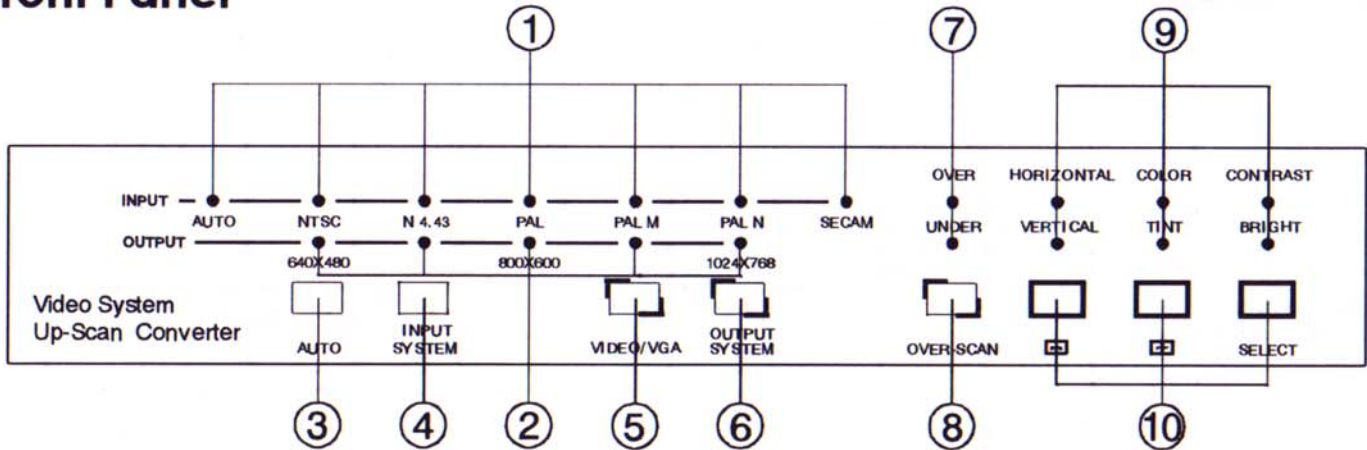 Front Panel
1 7 9
OVER HORIZONTAL COLOR CONTRAST
INPUT AUTO NTSC N 4.43 PAL PAL M PAL N SECAM
UNDER VERTICAL TINT BRIGHT
OUTPUT 640X480 800X600 1024X768
Video System
Up-Scan Converter
AUTO
INPUT
SYSTEM
VIDEO/VGA
OUTPUT
SYSTEM
OVER-SCAN
SELECT
3 4 2 5 6 8 10